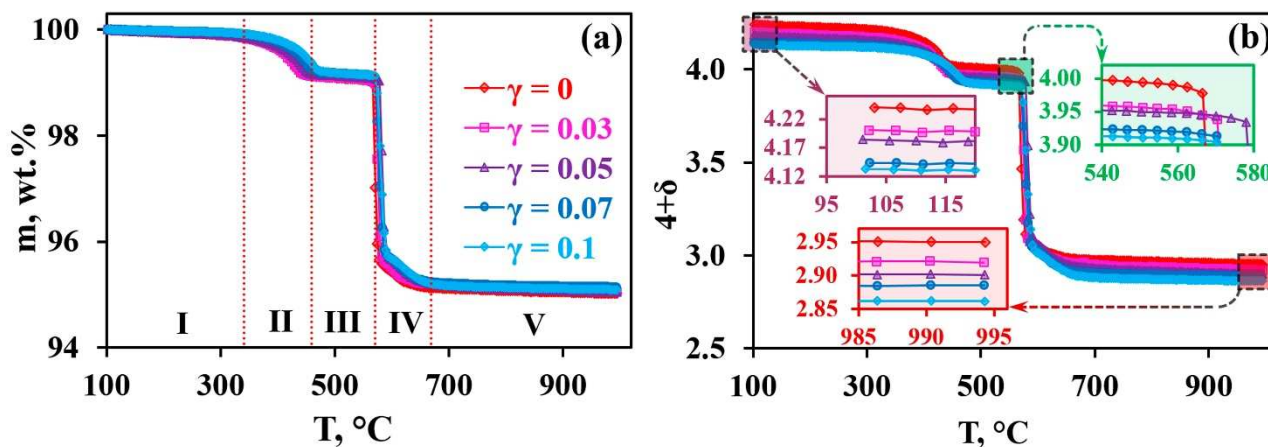 (a)
m, wt.%
100
98
96
94
γ = 0
γ = 0.03
γ = 0.05
γ = 0.07
γ = 0.1
I II III IV V
100 300 500 700 900
T, °C
(b)
4+δ
4.0
3.5
3.0
2.5
4.22
4.17
4.12
95 105 115
4.00
3.95
3.90
540 560 580
2.95
2.90
2.85
985 990 995
100 300 500 700 900
T, °C